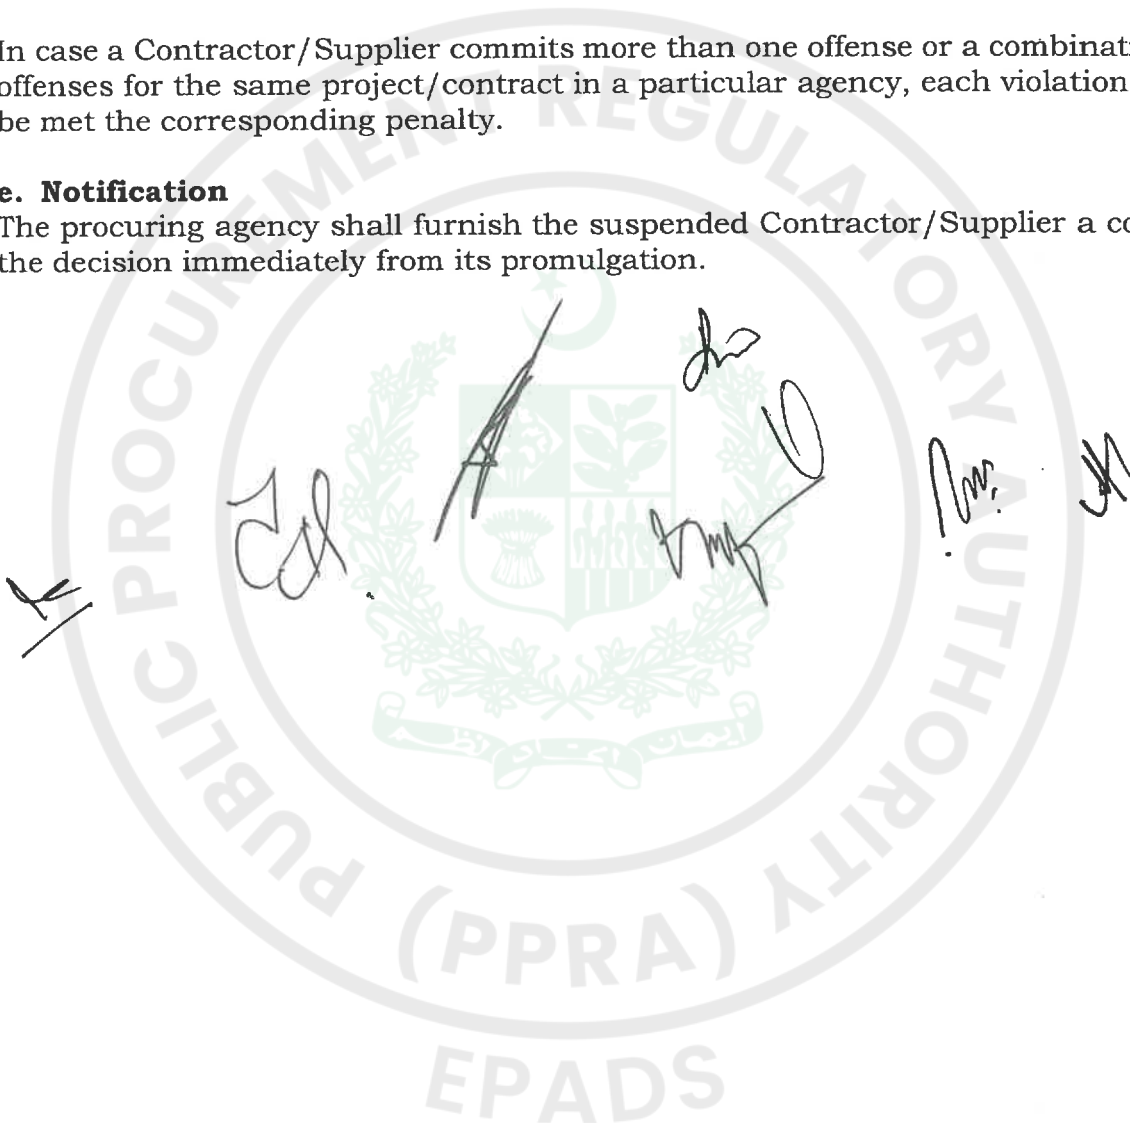 In case a Contractor/Supplier commits more than one offense or a
offenses for the same project/contract in a particular agency, each violation
be met the corresponding penalty.
e. Notification
The procuring agency shall furnish the suspended Contractor/Supplier a
the decision immediately from its promulgation.
PUBLIC PROCUREMENT REGULATORY AUTHORITY
(PPRA)
EPADS